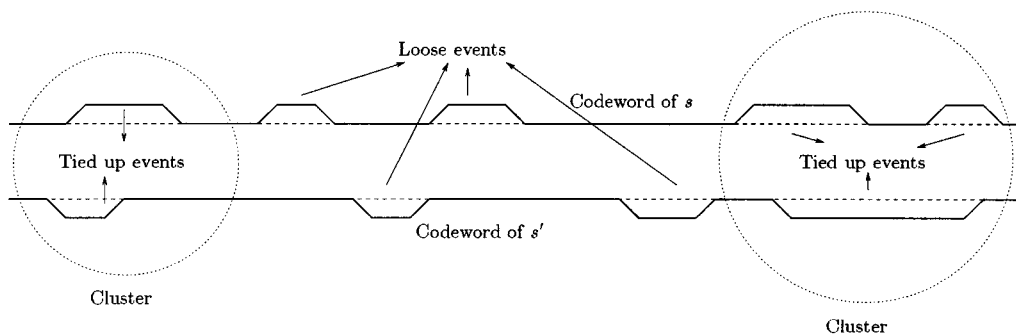 Loose events
Codeword of s
Tied up events
Tied up events
Codeword of s′
Cluster
Cluster